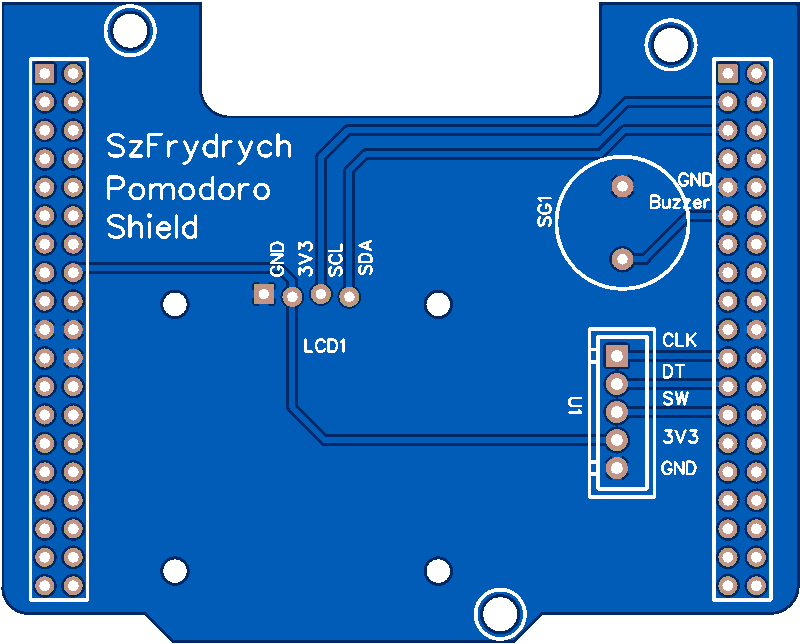 SzFrydrych
Pomodoro
Shield
GND
3V3
SCL
SDA
LCD1
SG1
GND
Buzzer
U1
CLK
DT
SW
3V3
GND